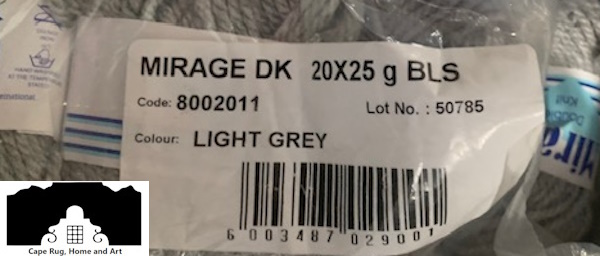 MIRAGE DK 20X25 g BLS
Code: 8002011
Lot No. : 50785
Colour: LIGHT GREY
6 003487 029001
Cape Rug, Home and Art